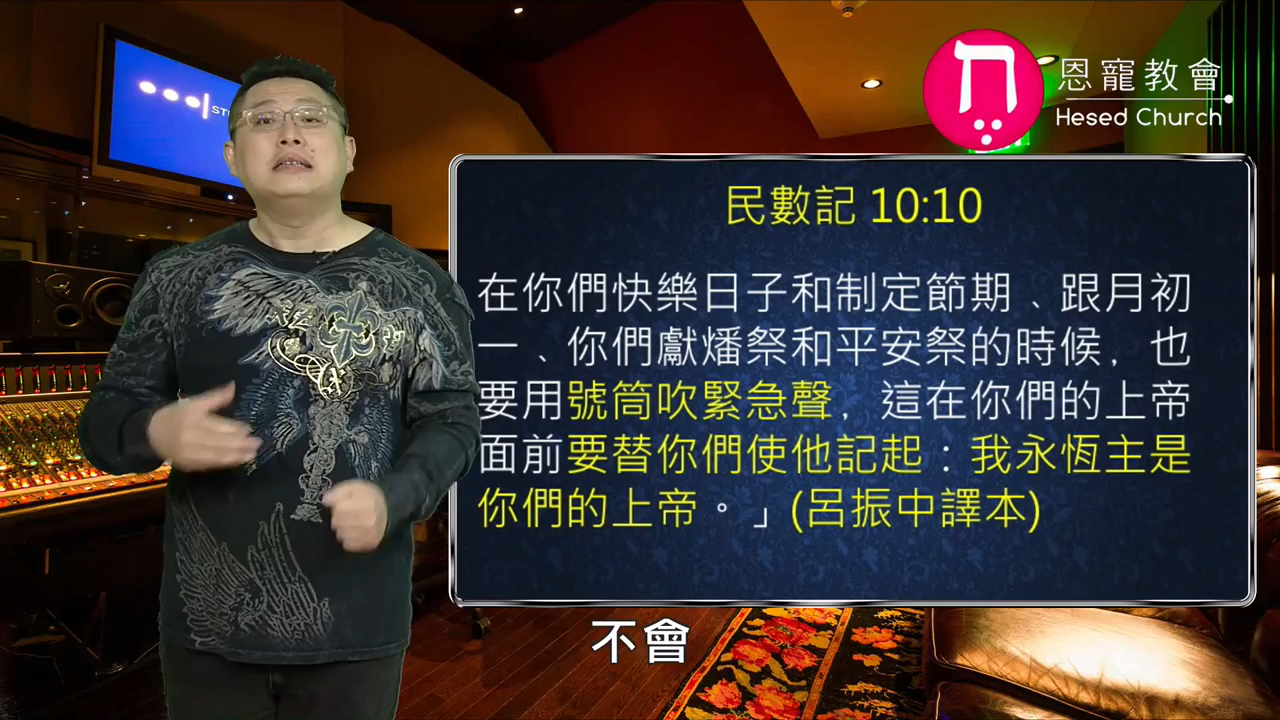 恩寵教會
Hesed Church
民數記 10:10
在你們快樂日子和制定節期、跟月初
一、你們獻燔祭和平安祭的時候，也
要用號筒吹緊急聲，這在你們的上帝
面前要替你們使他記起：我永恆主是
你們的上帝。」(呂振中譯本)
不會